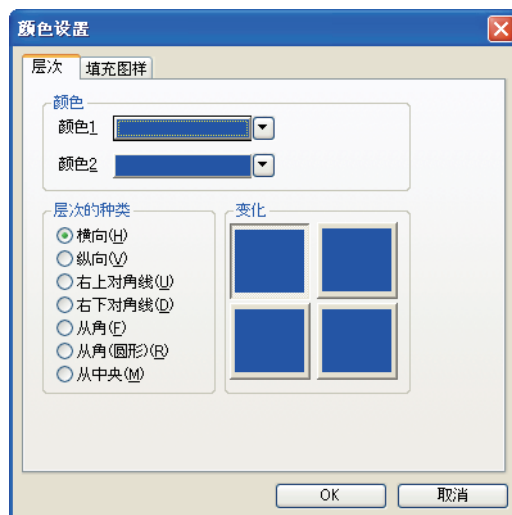 颜色设置
层次 填充图样
颜色
颜色1
颜色2
层次的种类
横向(H)
纵向(V)
右上对角线(U)
右下对角线(D)
从角(F)
从角(圆形)(R)
从中央(M)
变化
OK 取消